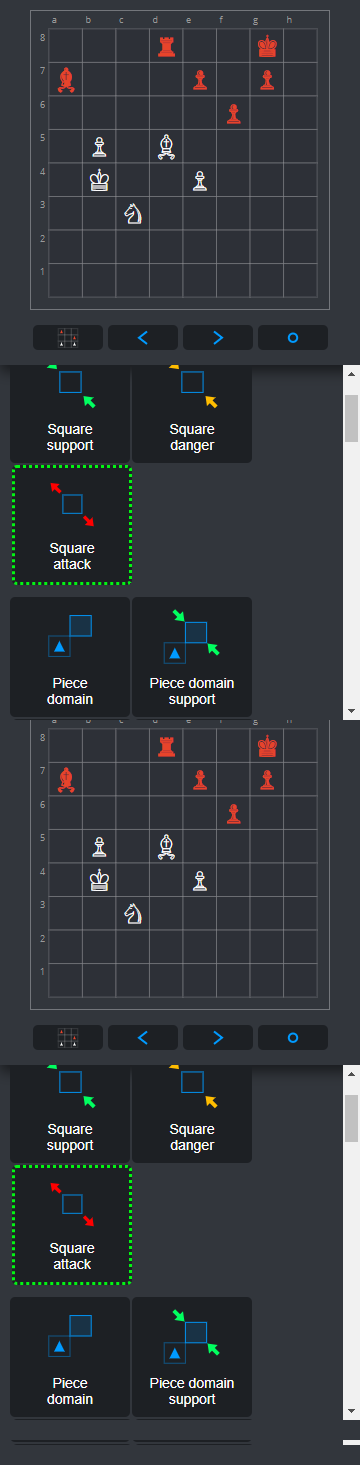 a b c d e f g h
8
7
6
5
4
3
2
1
Square support
Square danger
Square attack
Piece domain
Piece domain support
a b c d e f g h
8
7
6
5
4
3
2
1
Square support
Square danger
Square attack
Piece domain
Piece domain support